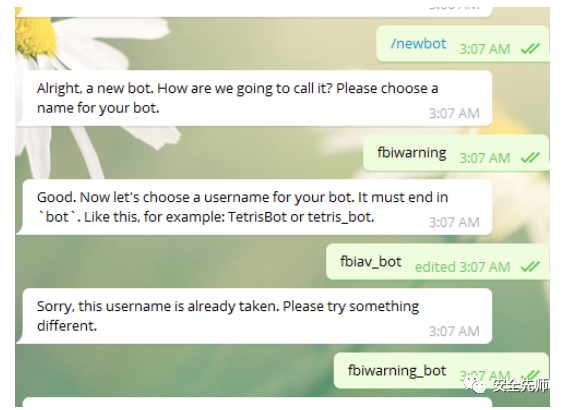 /newbot 3:07 AM
Alright, a new bot. How are we going to call it? Please choose a
name for your bot.
3:07 AM
fbiwarning 3:07 AM
Good. Now let's choose a username for your bot. It must end in
`bot`. Like this, for example: TetrisBot or tetris_bot.
3:07 AM
fbiav_bot edited 3:07 AM
Sorry, this username is already taken. Please try something
different.
3:07 AM
fbiwarning_bot 3:07 AM
安全先师